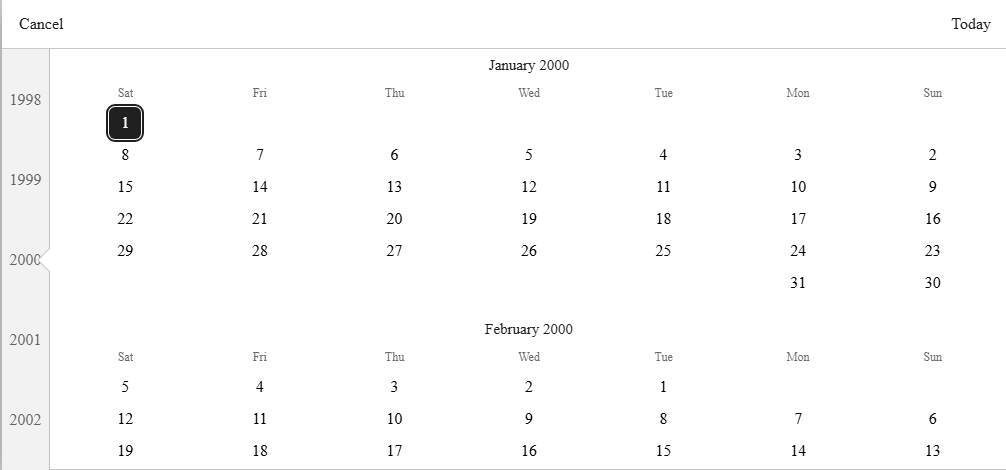 Cancel Today
January 2000
Sat Fri Thu Wed Tue Mon Sun
1
8 7 6 5 4 3 2
15 14 13 12 11 10 9
22 21 20 19 18 17 16
29 28 27 26 25 24 23
31 30
February 2000
Sat Fri Thu Wed Tue Mon Sun
5 4 3 2 1
12 11 10 9 8 7 6
19 18 17 16 15 14 13
1998
1999
2000
2001
2002